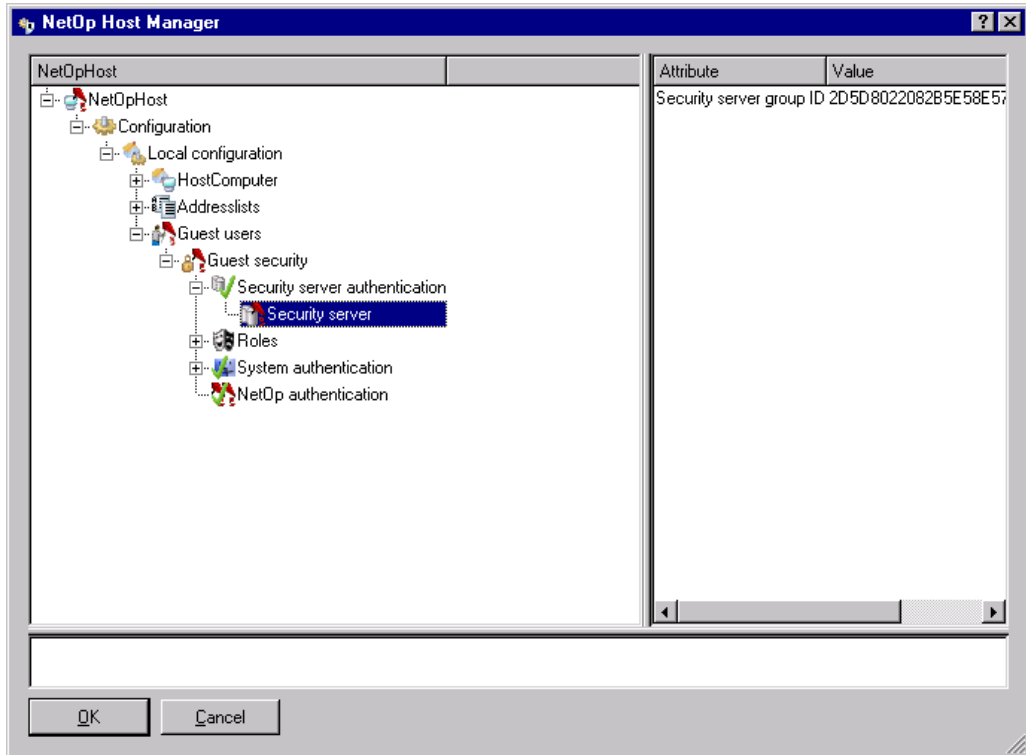 NetOp Host Manager
NetOpHost
Attribute Value
NetOpHost
Security server group ID 2D5D8022082B5E58E57
Configuration
Local configuration
HostComputer
Addresslists
Guest users
Guest security
Security server authentication
Security server
Roles
System authentication
NetOp authentication
OK Cancel